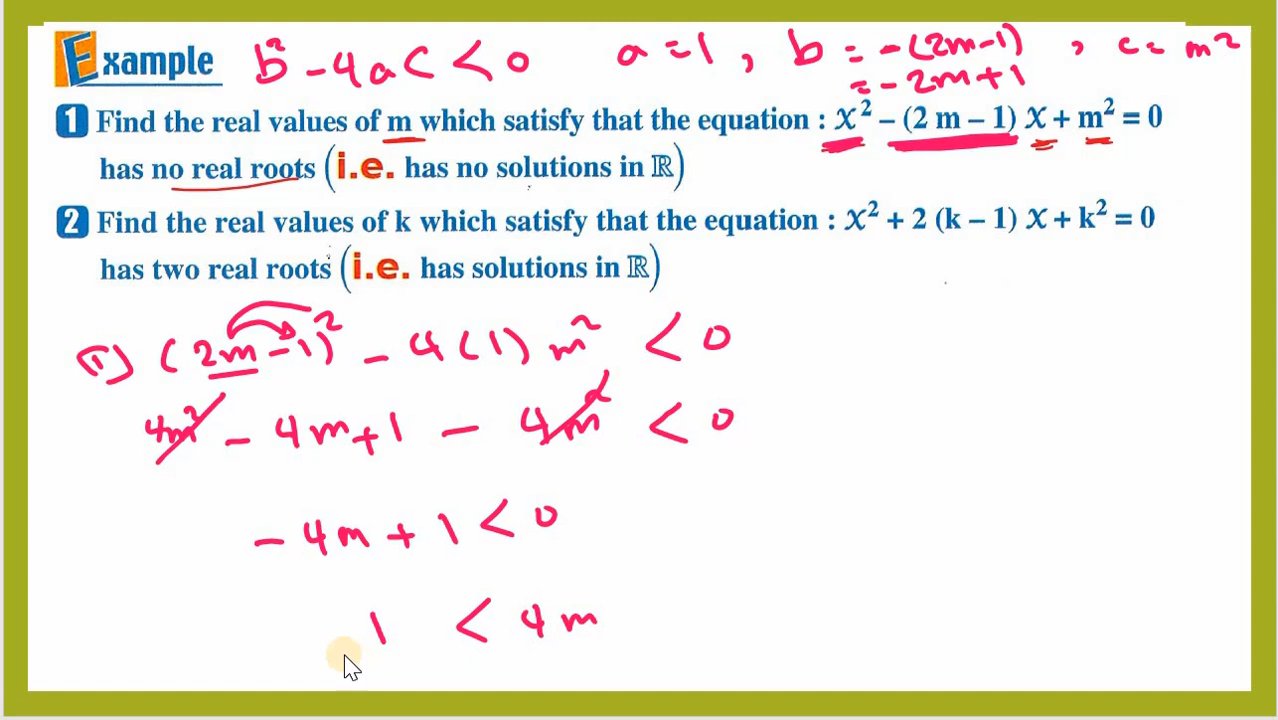 Example b² - 4ac < 0 a = 1 , b = -(2m-1) , c = m²
= -2m+1
1 Find the real values of m which satisfy that the equation : x² – (2 m – 1) x + m² = 0
has no real roots (i.e. has no solutions in ℝ)
2 Find the real values of k which satisfy that the equation : x² + 2 (k – 1) x + k² = 0
has two real roots (i.e. has solutions in ℝ)
(2m-1)² - 4(1)m² < 0
4m² - 4m+1 - 4m² < 0
-4m + 1 < 0
1 < 4m